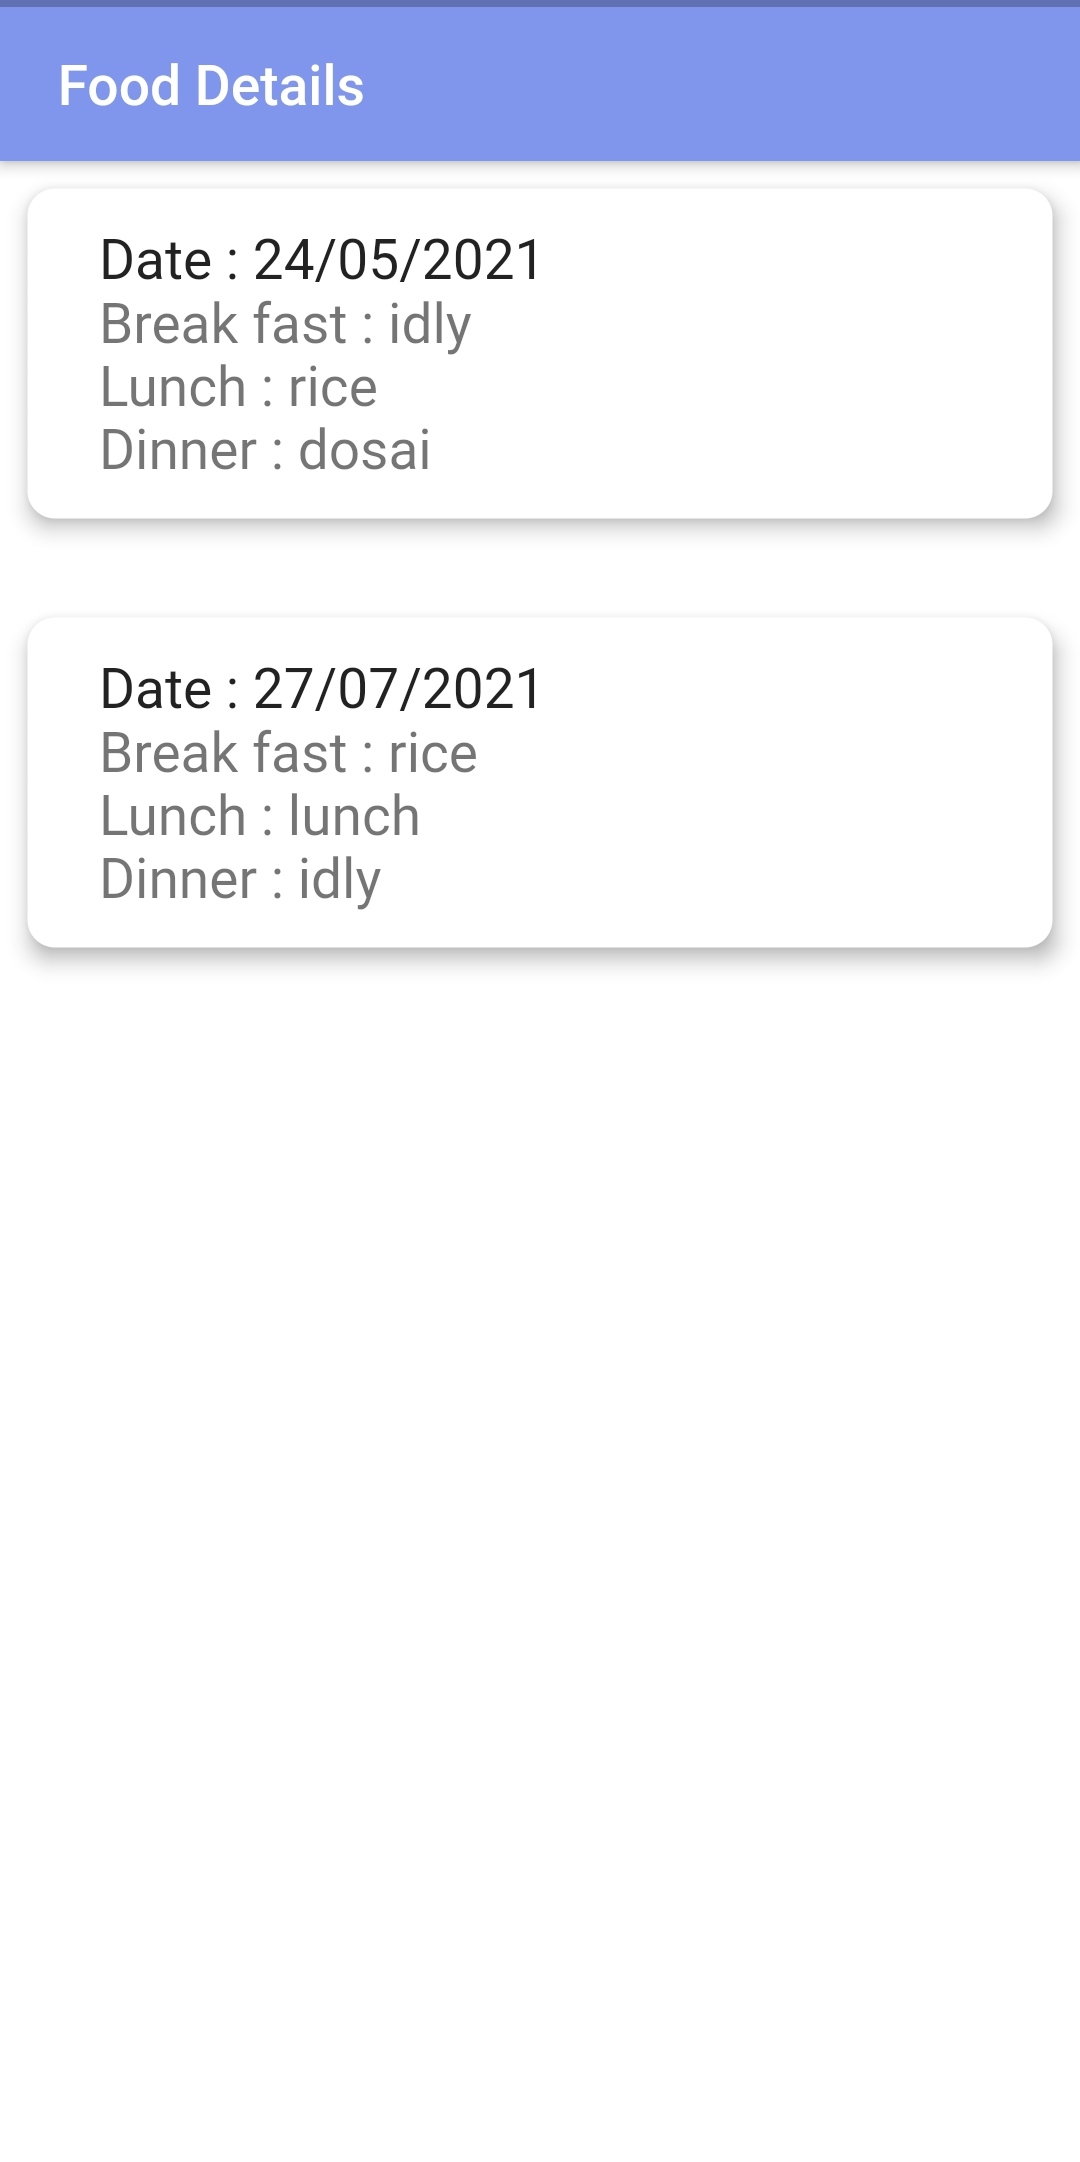 Food Details
Date : 24/05/2021
Break fast : idly
Lunch : rice
Dinner : dosai
Date : 27/07/2021
Break fast : rice
Lunch : lunch
Dinner : idly